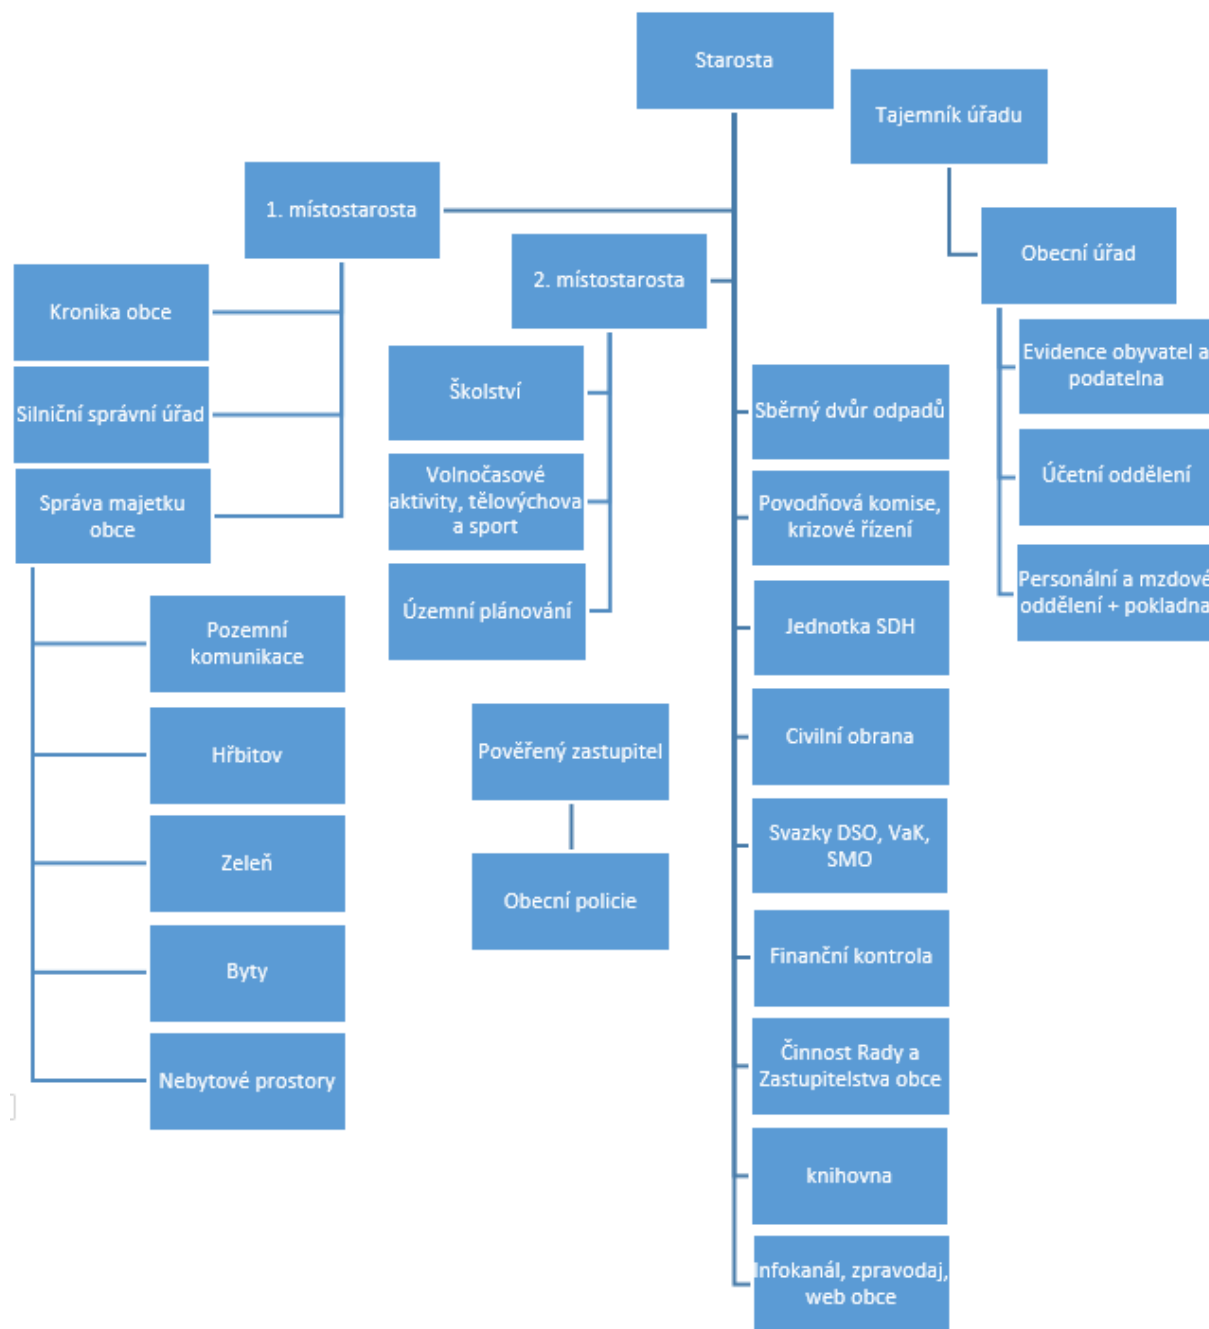 Starosta
Tajemník úřadu
1. místostarosta
2. místostarosta
Obecní úřad
Kronika obce
Silniční správní úřad
Správa majetku
obce
Pozemní
komunikace
Hřbitov
Zeleň
Byty
Nebytové prostory
Školství
Volnočasové
aktivity, tělovýchova
a sport
Územní plánování
Pověřený zastupitel
Obecní policie
Sběrný dvůr odpadů
Povodňová komise,
krizové řízení
Jednotka SDH
Civilní obrana
Svazky DSO, VaK,
SMO
Finanční kontrola
Činnost Rady a
Zastupitelstva obce
knihovna
Infokanál, zpravodaj,
web obce
Evidence obyvatel a
podatelna
Účetní oddělení
Personální a mzdové
oddělení + pokladna